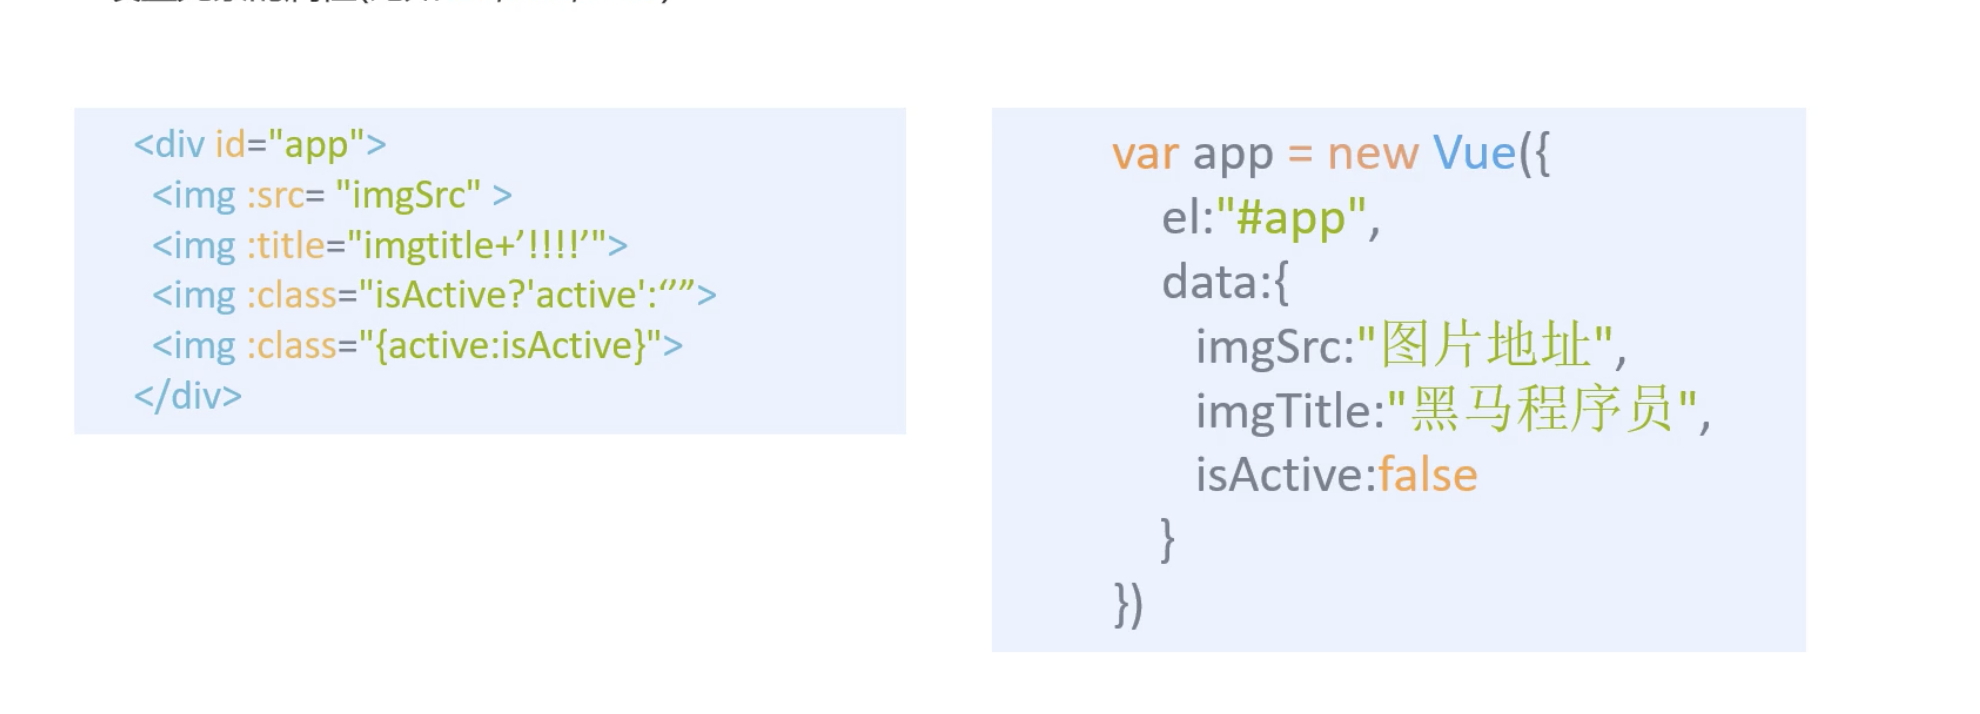 <div id="app">
<img :src= "imgSrc" >
<img :title="imgtitle+’!!!!’">
<img :class="isActive?'active':‘’”>
<img :class="{active:isActive}">
</div>
var app = new Vue({
el:"#app",
data:{
imgSrc:"图片地址",
imgTitle:"黑马程序员",
isActive:false
}
})